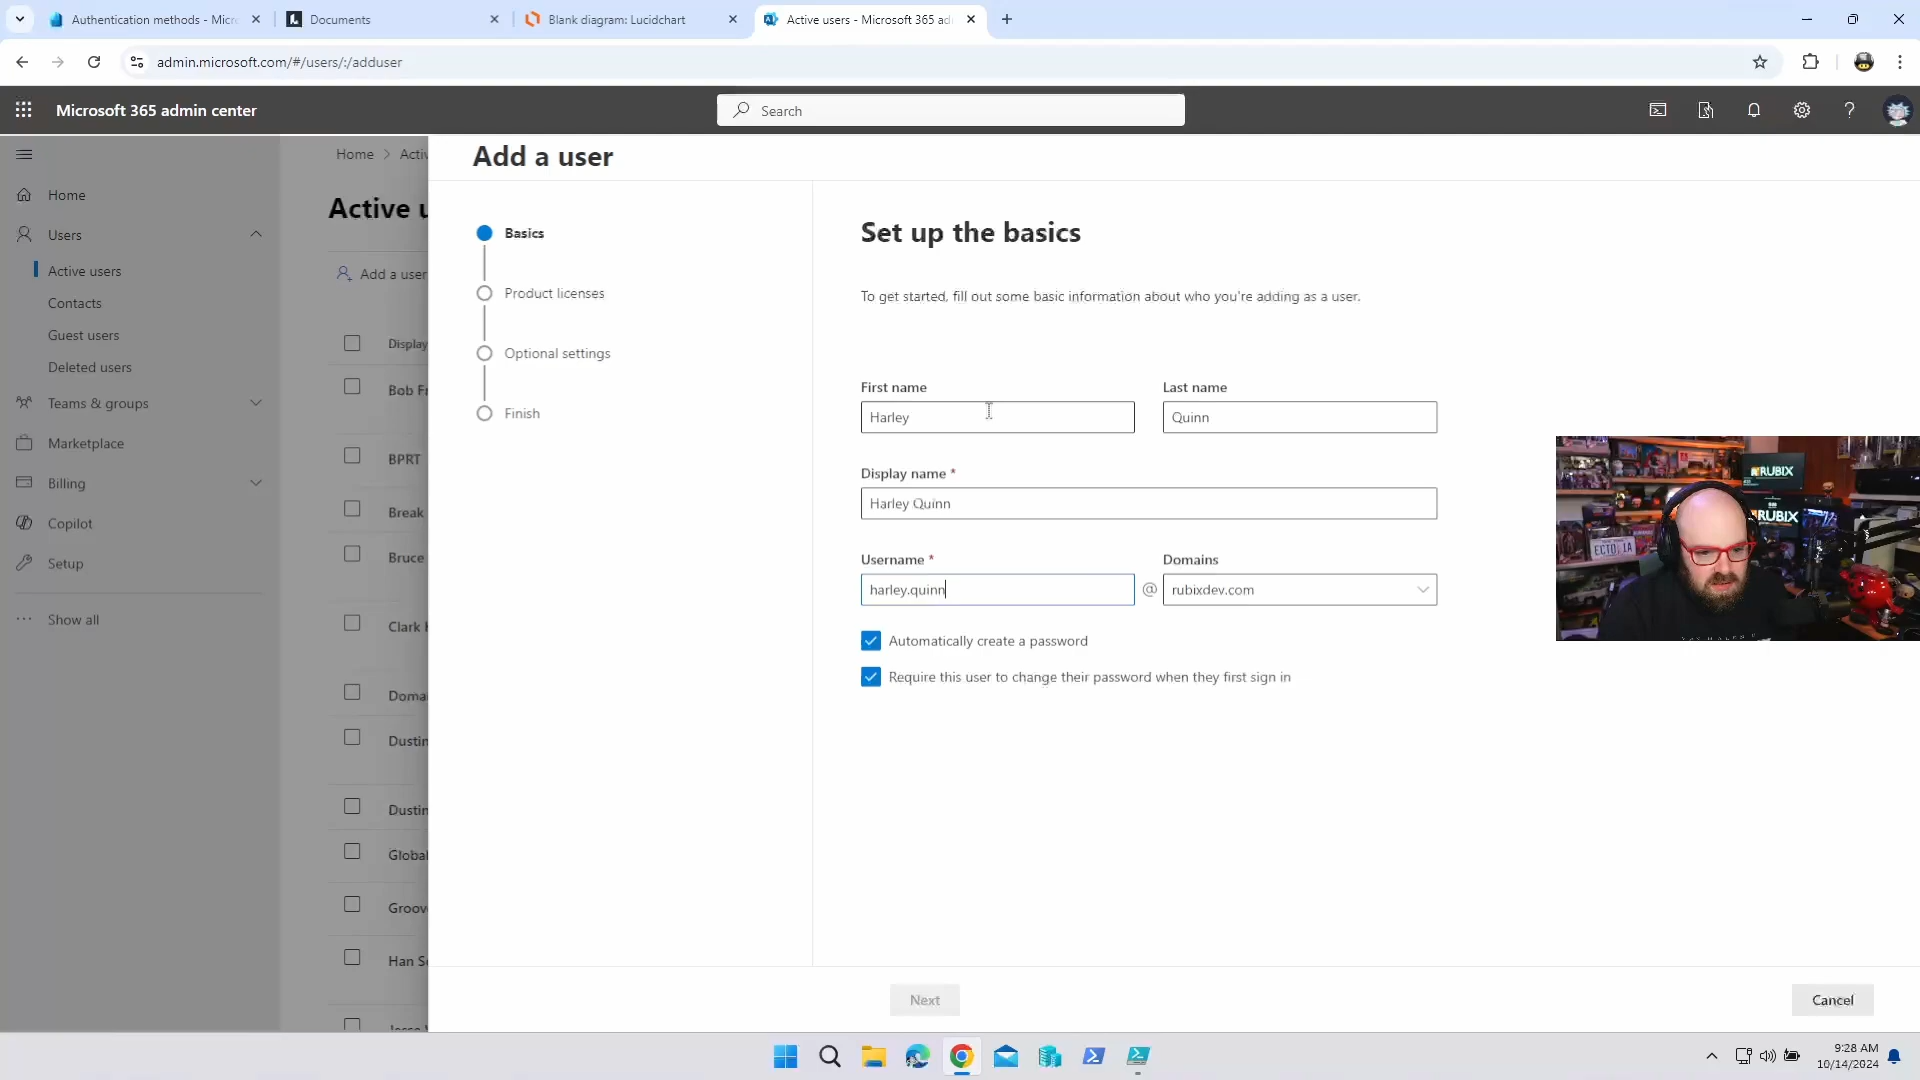 Authentication methods - Micr
Documents
Blank diagram: Lucidchart
Active users - Microsoft 365 ad
admin.microsoft.com/#/users/:/adduser
Microsoft 365 admin center
Search
Home
Users
Active users
Contacts
Guest users
Deleted users
Teams & groups
Marketplace
Billing
Copilot
Setup
Show all
Home > Activ
Active u
Add a user
Display
Bob Fr
BPRT
Break
Bruce
Clark
Domai
Dustin
Dustin
Global
Groov
Han So
Add a user
Basics
Product licenses
Optional settings
Finish
Set up the basics
To get started, fill out some basic information about who you're adding as a user.
First name
Last name
Harley
Quinn
Display name *
Harley Quinn
Username *
Domains
harley.quinn
@
rubixdev.com
Automatically create a password
Require this user to change their password when they first sign in
Next
Cancel
RUBIX
RUBIX
ECTO, 1A
9:28 AM
10/14/2024